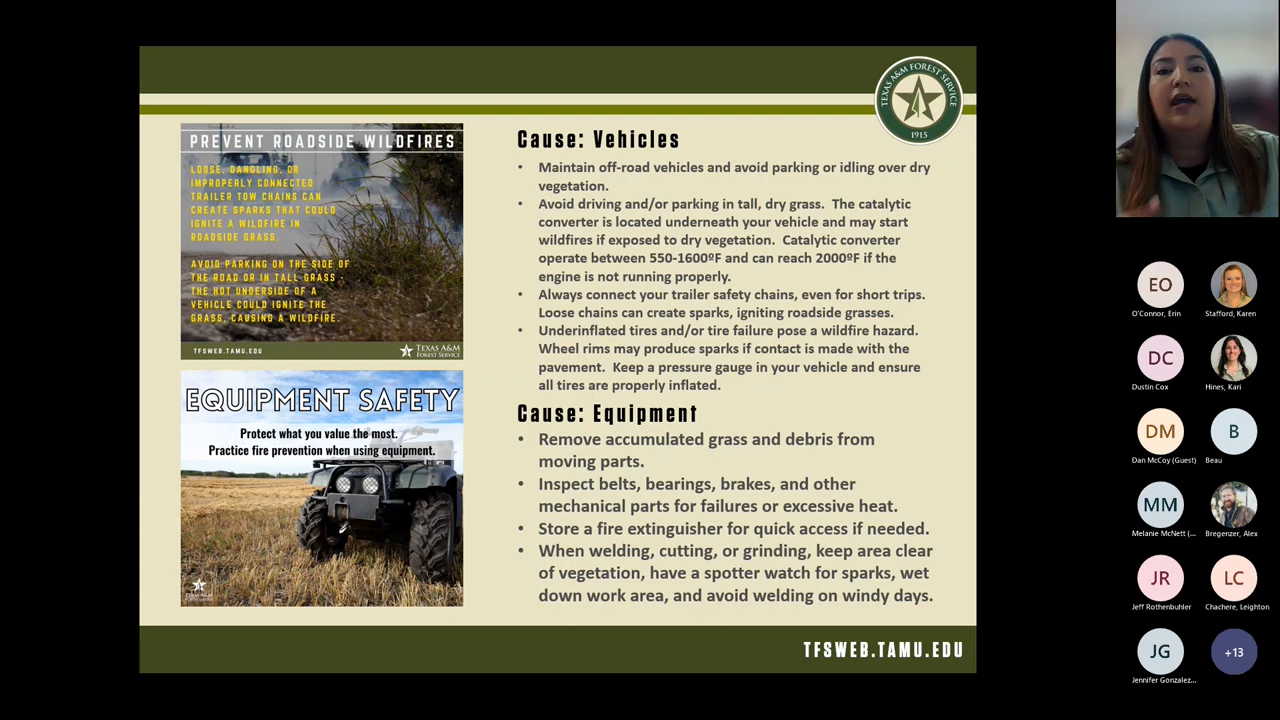 TEXAS A&M FOREST SERVICE
1915
PREVENT ROADSIDE WILDFIRES
LOOSE, DANGLING, OR
IMPROPERLY CONNECTED
TRAILER TOW CHAINS CAN
CREATE SPARKS THAT COULD
IGNITE A WILDFIRE IN
ROADSIDE GRASS.
AVOID PARKING ON THE SIDE OF
THE ROAD OR IN TALL GRASS -
THE HOT UNDERSIDE OF A
VEHICLE COULD IGNITE THE
GRASS, CAUSING A WILDFIRE.
TFSWEB.TAMU.EDU
TEXAS A&M
FOREST SERVICE
EQUIPMENT SAFETY
Protect what you value the most.
Practice fire prevention when using equipment.
TEXAS A&M
FOREST SERVICE
Cause: Vehicles
• Maintain off-road vehicles and avoid parking or idling over dry
vegetation.
• Avoid driving and/or parking in tall, dry grass.  The catalytic
converter is located underneath your vehicle and may start
wildfires if exposed to dry vegetation.  Catalytic converter
operate between 550-1600ºF and can reach 2000ºF if the
engine is not running properly.
• Always connect your trailer safety chains, even for short trips.
Loose chains can create sparks, igniting roadside grasses.
• Underinflated tires and/or tire failure pose a wildfire hazard.
Wheel rims may produce sparks if contact is made with the
pavement.  Keep a pressure gauge in your vehicle and ensure
all tires are properly inflated.
Cause: Equipment
• Remove accumulated grass and debris from
moving parts.
• Inspect belts, bearings, brakes, and other
mechanical parts for failures or excessive heat.
• Store a fire extinguisher for quick access if needed.
• When welding, cutting, or grinding, keep area clear
of vegetation, have a spotter watch for sparks, wet
down work area, and avoid welding on windy days.
TFSWEB.TAMU.EDU
EO
O'Connor, Erin
Stafford, Karen
DC
Dustin Cox
Hines, Kari
DM
Dan McCoy (Guest)
B
Beau
MM
Melanie McNett (...
Bregenzer, Alex
JR
Jeff Rothenbuhler
LC
Chachere, Leighton
JG
Jennifer Gonzalez...
+13